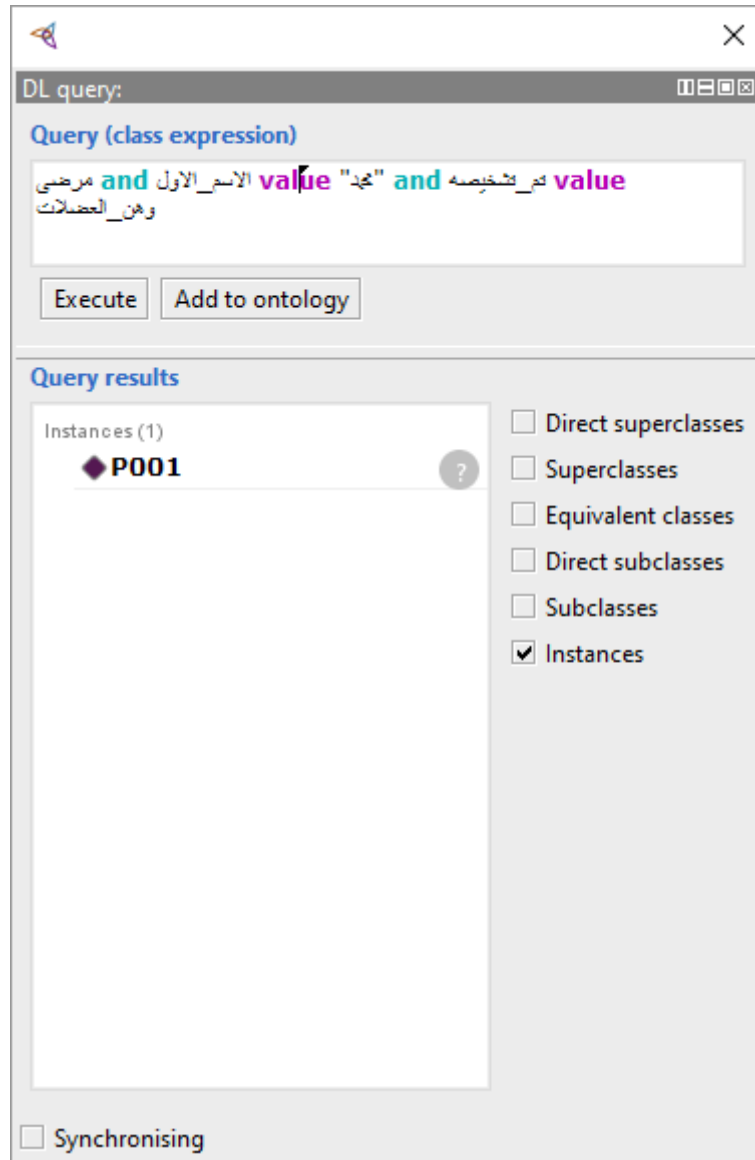 DL query:
Query (class expression)
مرضى and الاسم_الاول value "محمد" and تم_تشخيصه value
وهن_العضلات
Execute
Add to ontology
Query results
Instances (1)
P001
?
Direct superclasses
Superclasses
Equivalent classes
Direct subclasses
Subclasses
Instances
Synchronising